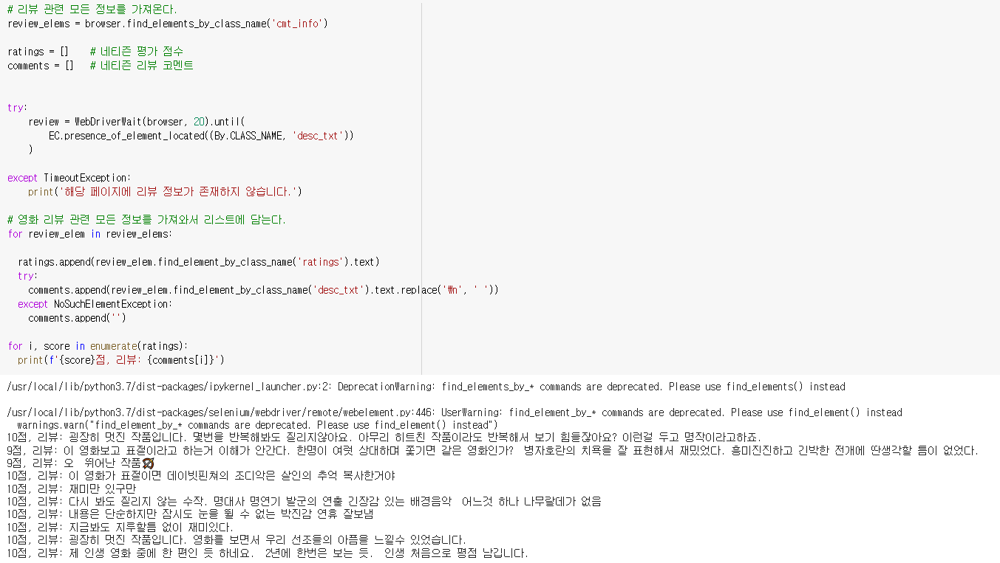 # 리뷰 관련 모든 정보를 가져온다.
review_elems = browser.find_elements_by_class_name('cmt_info')
ratings = []    # 네티즌 평가 점수
comments = []   # 네티즌 리뷰 코멘트
try:
    review = WebDriverWait(browser, 20).until(
        EC.presence_of_element_located((By.CLASS_NAME, 'desc_txt'))
    )
except TimeoutException:
    print('해당 페이지에 리뷰 정보가 존재하지 않습니다.')
# 영화 리뷰 관련 모든 정보를 가져와서 리스트에 담는다.
for review_elem in review_elems:
  ratings.append(review_elem.find_element_by_class_name('ratings').text)
  try:
    comments.append(review_elem.find_element_by_class_name('desc_txt').text.replace('₩n', ' '))
  except NoSuchElementException:
    comments.append('')
for i, score in enumerate(ratings):
  print(f'{score}점, 리뷰: {comments[i]}')
/usr/local/lib/python3.7/dist-packages/ipykernel_launcher.py:2: DeprecationWarning: find_elements_by_* commands are deprecated. Please use find_elements() instead
/usr/local/lib/python3.7/dist-packages/selenium/webdriver/remote/webelement.py:446: UserWarning: find_element_by_* commands are deprecated. Please use find_element() instead
  warnings.warn("find_element_by_* commands are deprecated. Please use find_element() instead")
10점, 리뷰: 굉장히 멋진 작품입니다. 몇번을 반복해봐도 질리지않아요. 아무리 히트친 작품이라도 반복해서 보기 힘들잖아요? 이런걸 두고 명작이라고하죠.
9점, 리뷰: 이 영화보고 표절이라고 하는거 이해가 안간다. 한명이 여럿 상대하며 쫓기면 같은 영화인가?  병자호란의 치욕을 잘 표현해서 재밌었다. 흥미진진하고 긴박한 전개에 딴생각할 틈이 없었다.
9점, 리뷰: 오  뛰어난 작품🏹
10점, 리뷰: 이 영화가 표절이면 데이빗핀쳐의 조디악은 살인의 추억 복사한거야
10점, 리뷰: 재미만 있구만
10점, 리뷰: 다시 봐도 질리지 않는 수작. 명대사 명연기 발군의 연출 긴장감 있는 배경음악  어느것 하나 나무랄데가 없음
10점, 리뷰: 내용은 단순하지만 잠시도 눈을 뗄 수 없는 박진감 연휴 잘보냄
10점, 리뷰: 지금봐도 지루할틈 없이 재미있다.
10점, 리뷰: 굉장히 멋진 작품입니다. 영화를 보면서 우리 선조들의 아픔을 느낄수 있었습니다.
10점, 리뷰: 제 인생 영화 중에 한 편인 듯 하네요.  2년에 한번은 보는 듯.  인생 처음으로 평점 남깁니다.